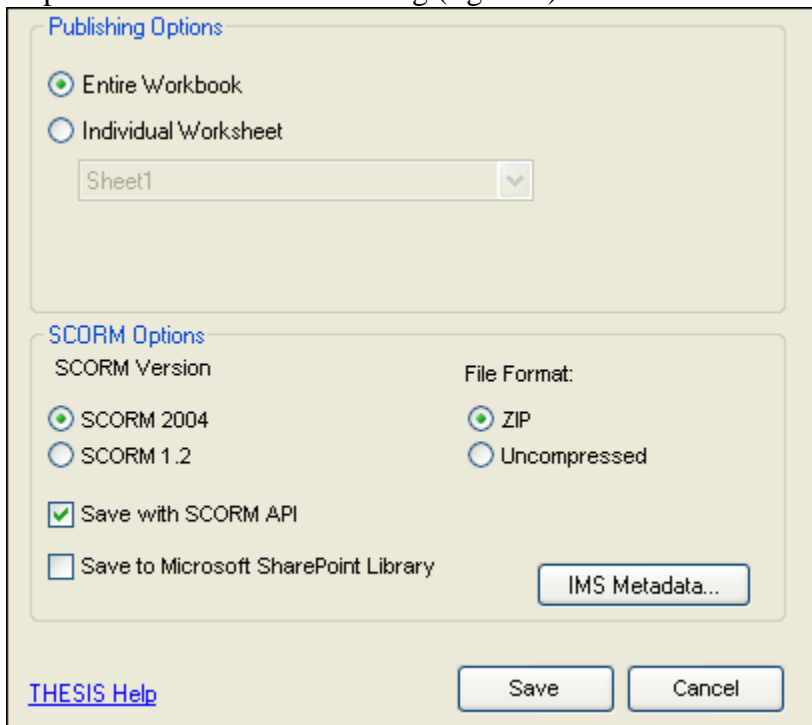 Publishing Options
Entire Workbook
Individual Worksheet
Sheet1
SCORM Options
SCORM Version
File Format:
SCORM 2004
ZIP
SCORM 1.2
Uncompressed
Save with SCORM API
Save to Microsoft SharePoint Library
IMS Metadata...
THESIS Help
Save
Cancel